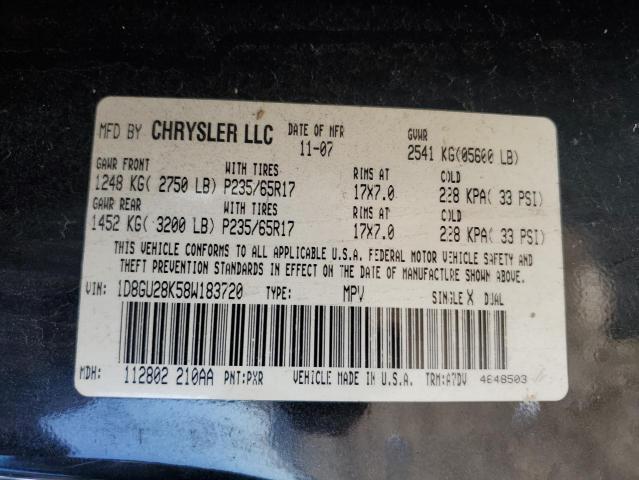 MFD BY CHRYSLER LLC DATE OF MFR 11-07 GVWR 2541 KG(05600 LB)
GAWR FRONT WITH TIRES RIMS AT COLD
1248 KG( 2750 LB) P235/65R17 17X7.0 228 KPA( 33 PSI)
GAWR REAR WITH TIRES RIMS AT COLD
1452 KG( 3200 LB) P235/65R17 17X7.0 228 KPA( 33 PSI)
THIS VEHICLE CONFORMS TO ALL APPLICABLE U.S.A. FEDERAL MOTOR VEHICLE SAFETY AND
THEFT PREVENTION STANDARDS IN EFFECT ON THE DATE OF MANUFACTURE SHOWN ABOVE.
VIN: 1D8GU28K58W183720 TYPE: MPV SINGLE X DUAL
MDH: 112802 210AA PNT:PXR VEHICLE MADE IN U.S.A. TRM:A7DV 4648503